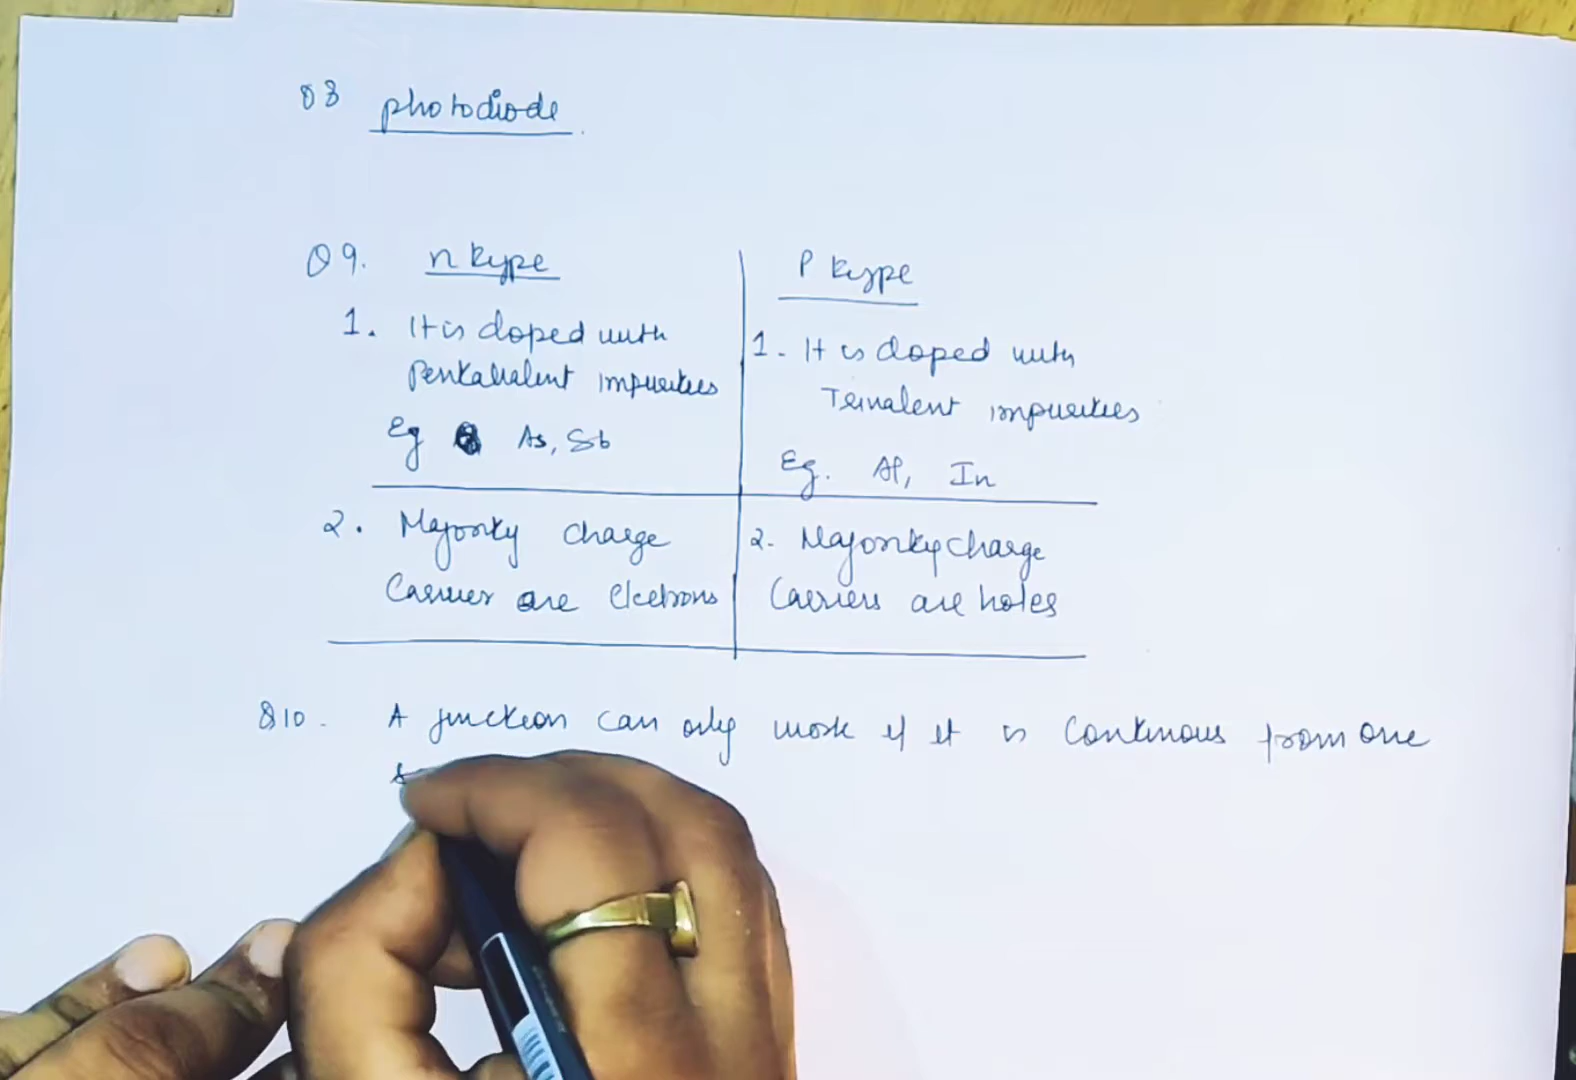 Q8 photodiode.
Q9. n type
1. It is doped with
Pentavalent impurities
Eg As, Sb
2. Majority charge
Carrier are electrons
P type
1. It is doped with
Trivalent impurities
Eg. Al, In
2. Majority charge
Carriers are holes
Q10. A junction can only work if it is continous from one